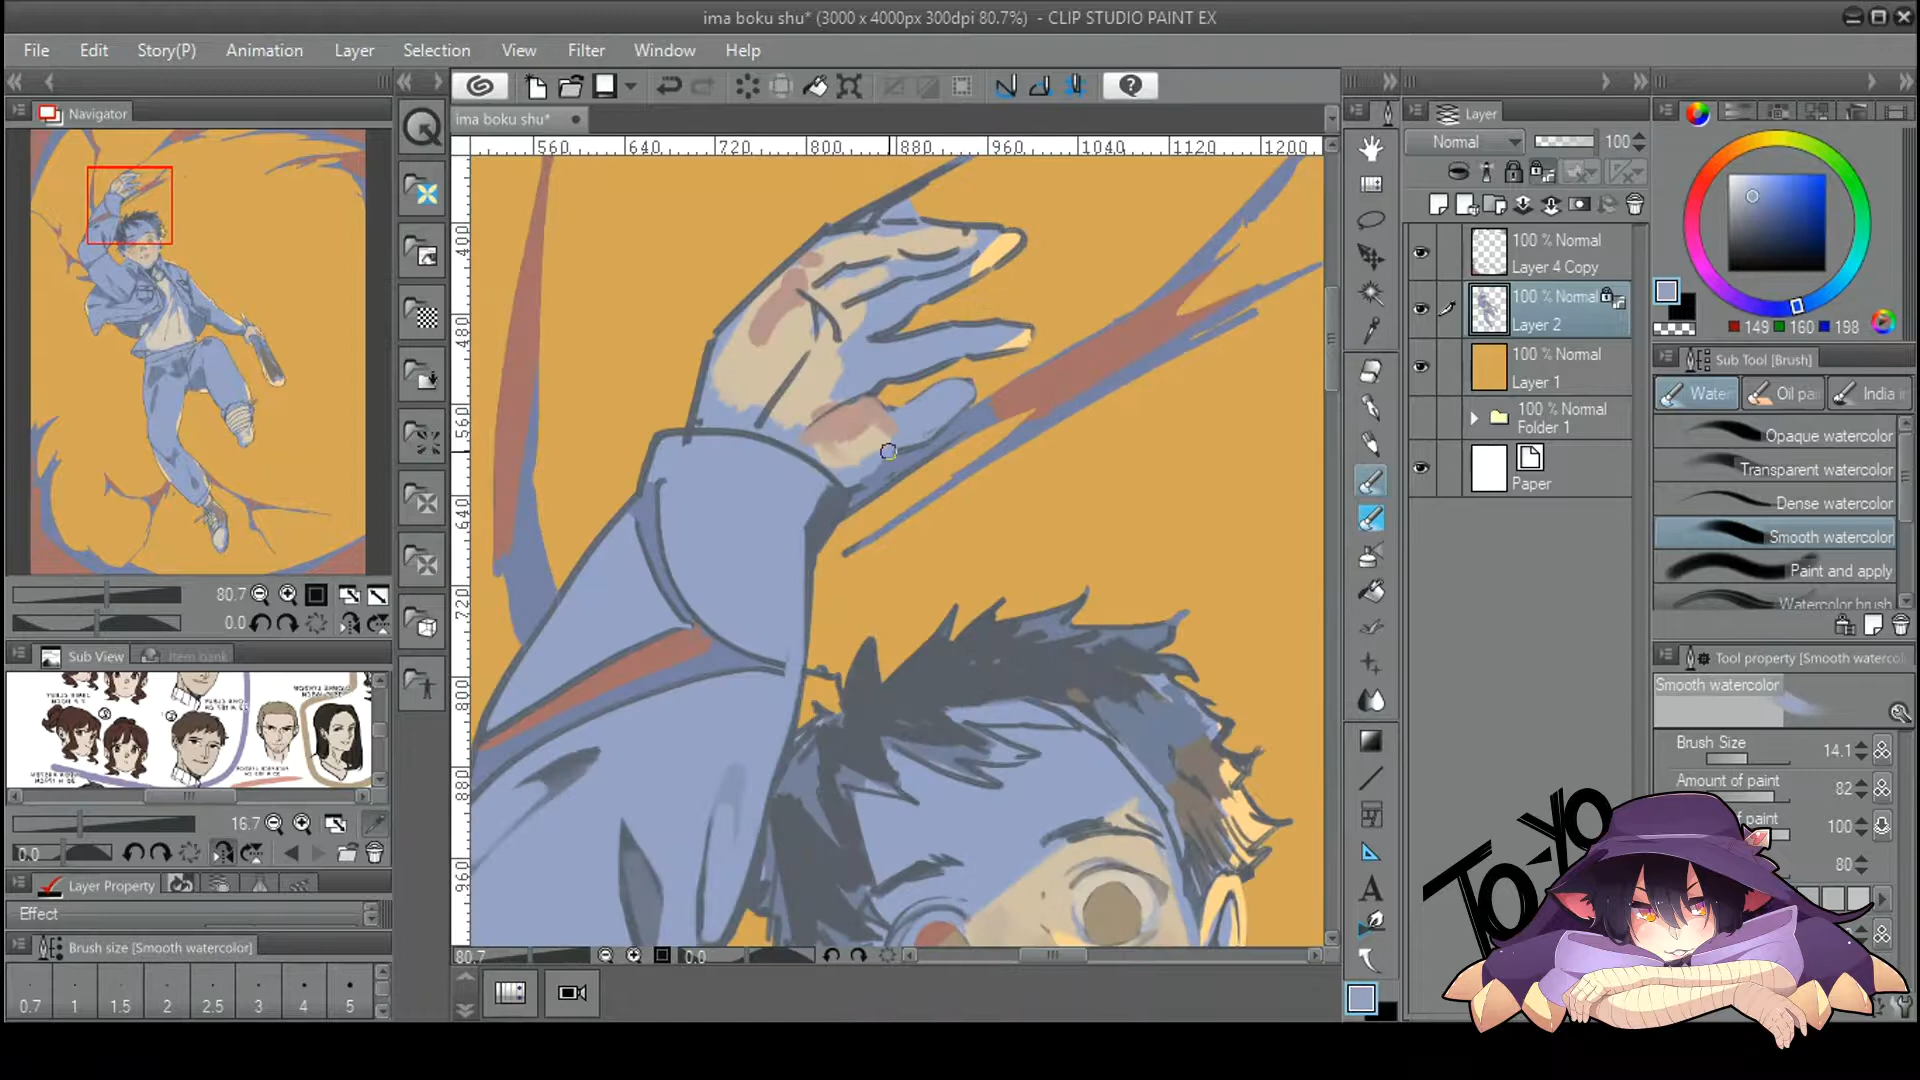 ima boku shu* (3000 x 4000px 300dpi 80.7%) - CLIP STUDIO PAINT EX
File Edit Story(P) Animation Layer Selection View Filter Window Help
Navigator
ima boku shu*
Layer
560 640 720 800 880 960 1040 1120 1200
Normal 100
400
480
560
640
720
800
880
960
100 % Normal
Layer 4 Copy
100 % Normal
Layer 2
100 % Normal
Layer 1
100 % Normal
Folder 1
Paper
149 160 198
Sub Tool [Brush]
Water Oil pai India i
Opaque watercolor
Transparent watercolor
Dense watercolor
Smooth watercolor
Paint and apply
Watercolor brush
Tool property [Smooth watercol
Smooth watercolor
Brush Size 14.1
Amount of paint 82
of paint 100
80
80.7
0.0
Sub View Item bank
16.7
0.0
Layer Property
Effect
Brush size [Smooth watercolor]
0.7 1 1.5 2 2.5 3 4 5
80.7 0.0
A
TO-YO